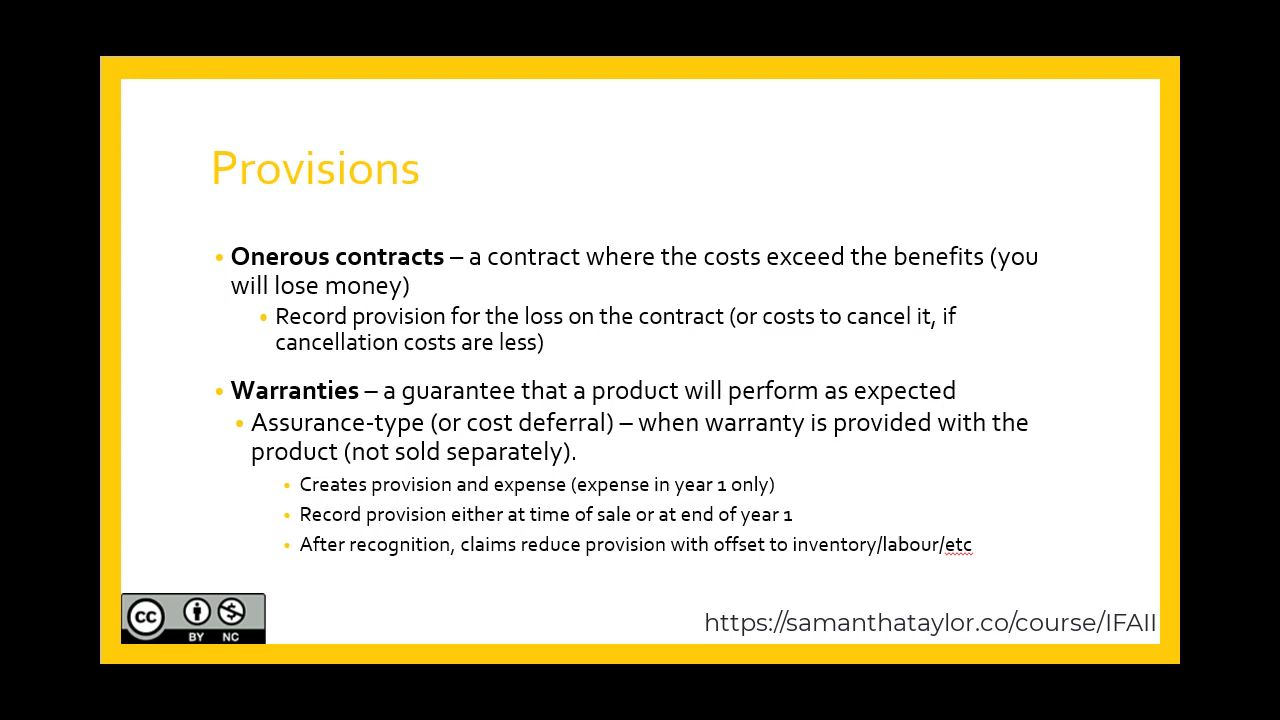 Provisions
• Onerous contracts – a contract where the costs exceed the benefits (you
will lose money)
• Record provision for the loss on the contract (or costs to cancel it, if
cancellation costs are less)
• Warranties – a guarantee that a product will perform as expected
• Assurance-type (or cost deferral) – when warranty is provided with the
product (not sold separately).
• Creates provision and expense (expense in year 1 only)
• Record provision either at time of sale or at end of year 1
• After recognition, claims reduce provision with offset to inventory/labour/etc
cc
BY NC
https://samanthataylor.co/course/IFAII